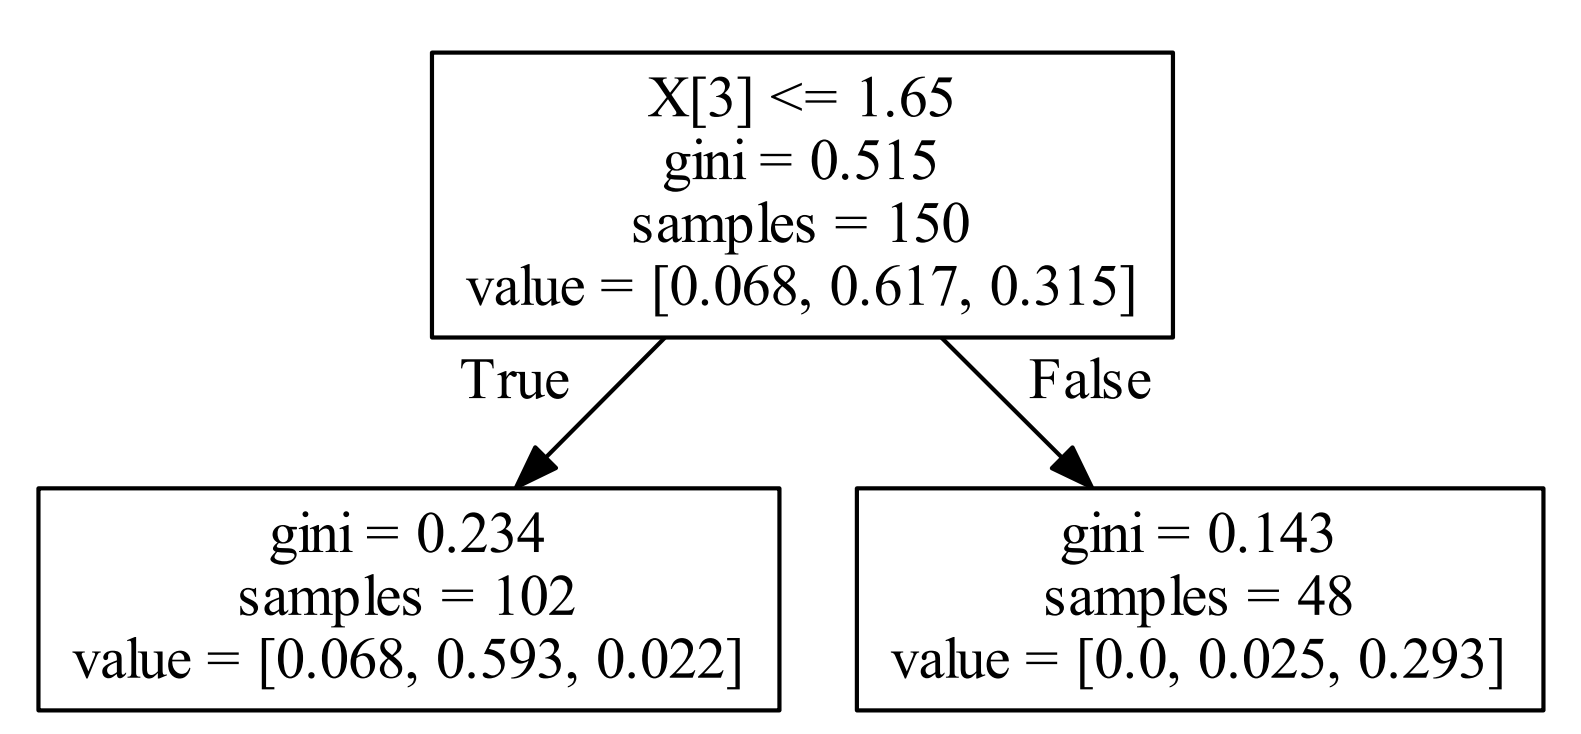 X[3] <= 1.65
gini = 0.515
samples = 150
value = [0.068, 0.617, 0.315]
True
False
gini = 0.234
samples = 102
value = [0.068, 0.593, 0.022]
gini = 0.143
samples = 48
value = [0.0, 0.025, 0.293]